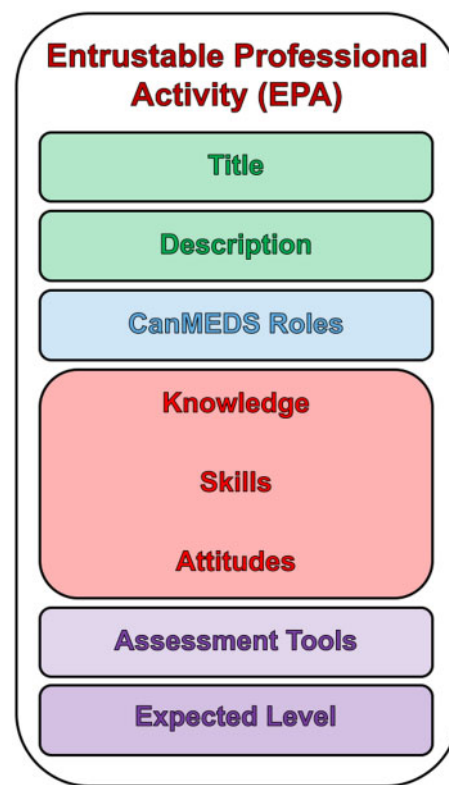 Entrustable Professional
Activity (EPA)
Title
Description
CanMEDS Roles
Knowledge
Skills
Attitudes
Assessment Tools
Expected Level